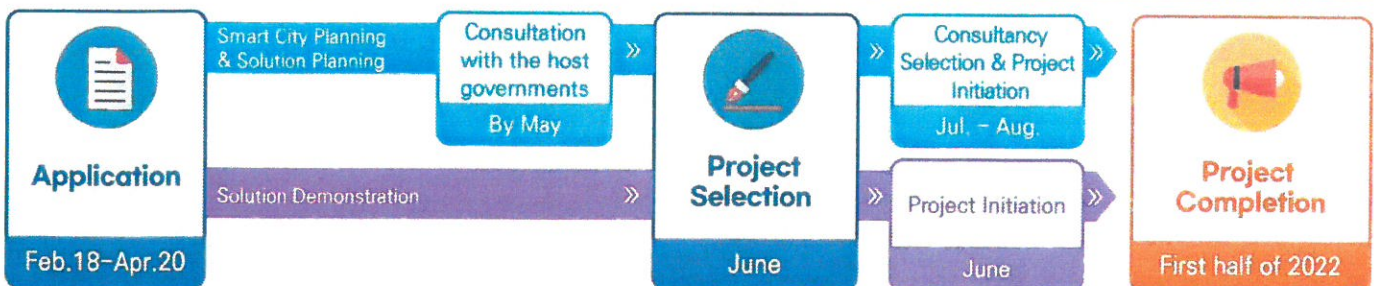 Application
Feb.18-Apr.20
Smart City Planning
& Solution Planning
Consultation
with the host
governments
By May
Solution Demonstration
Project
Selection
June
Consultancy
Selection & Project
Initiation
Jul. - Aug.
Project Initiation
June
Project
Completion
First half of 2022